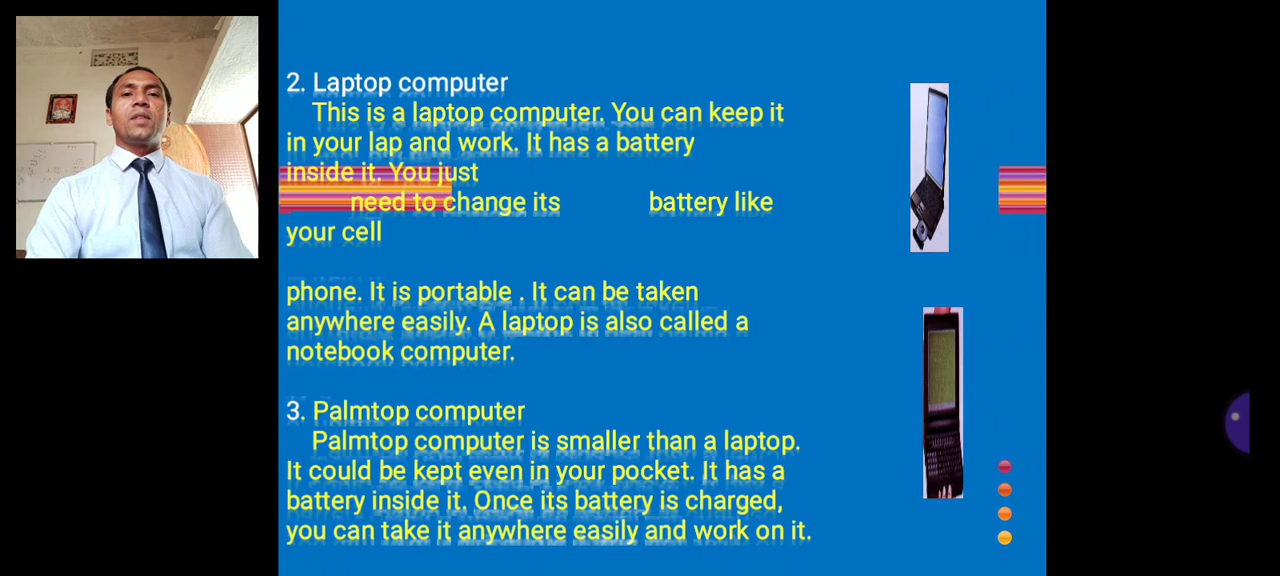 2. Laptop computer
This is a laptop computer. You can keep it
in your lap and work. It has a battery
inside it. You just
need to change its battery like
your cell
phone. It is portable . It can be taken
anywhere easily. A laptop is also called a
notebook computer.
3. Palmtop computer
Palmtop computer is smaller than a laptop.
It could be kept even in your pocket. It has a
battery inside it. Once its battery is charged,
you can take it anywhere easily and work on it.